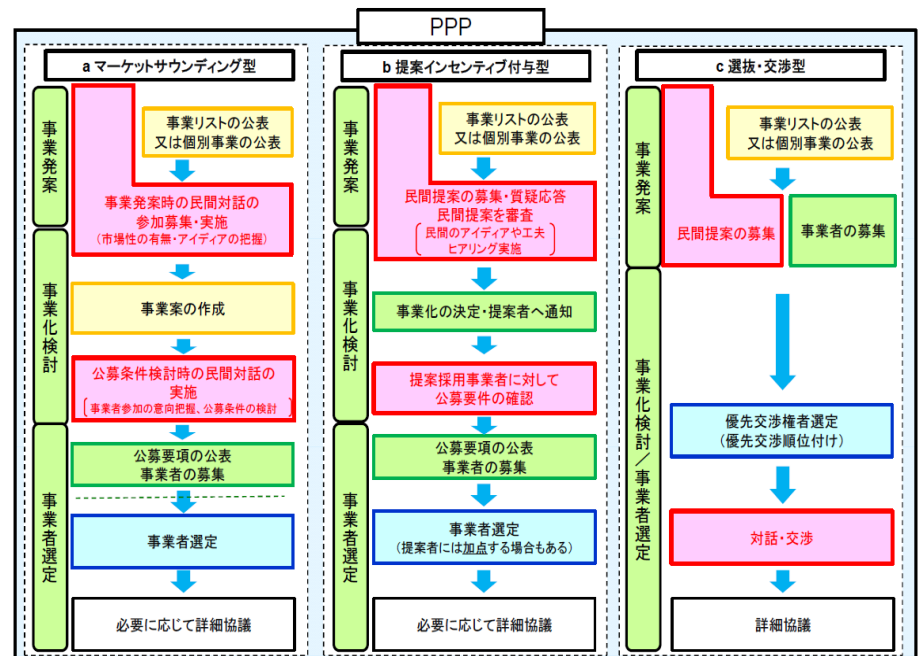 PPP
a マーケットサウンディング型
事業発案
事業リストの公表
又は個別事業の公表
事業発案時の民間対話の
参加募集・実施
(市場性の有無・アイディアの把握)
事業化検討
事業案の作成
公募条件検討時の民間対話の
実施
事業者参加の意向把握、公募条件の検討
事業者選定
公募要項の公表
事業者の募集
事業者選定
必要に応じて詳細協議
b 提案インセンティブ付与型
事業発案
事業リストの公表
又は個別事業の公表
民間提案の募集・質疑応答
民間提案を審査
民間のアイディアや工夫
ヒアリング実施
事業化検討
事業化の決定・提案者へ通知
提案採用事業者に対して
公募要件の確認
事業者選定
公募要項の公表
事業者の募集
事業者選定
(提案者には加点する場合もある)
必要に応じて詳細協議
c 選抜・交渉型
事業発案
事業リストの公表
又は個別事業の公表
民間提案の募集
事業者の募集
事業化検討/事業者選定
優先交渉権者選定
(優先交渉順位付け)
対話・交渉
詳細協議